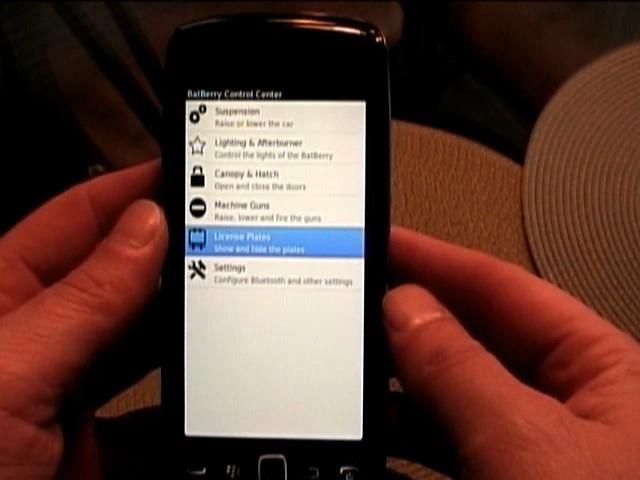 BatBerry Control Center
Suspension
Raise or lower the car
Lighting & Afterburner
Control the lights of the BatBerry
Canopy & Hatch
Open and close the doors
Machine Guns
Raise, lower and fire the guns
License Plates
Show and hide the plates
Settings
Configure Bluetooth and other settings